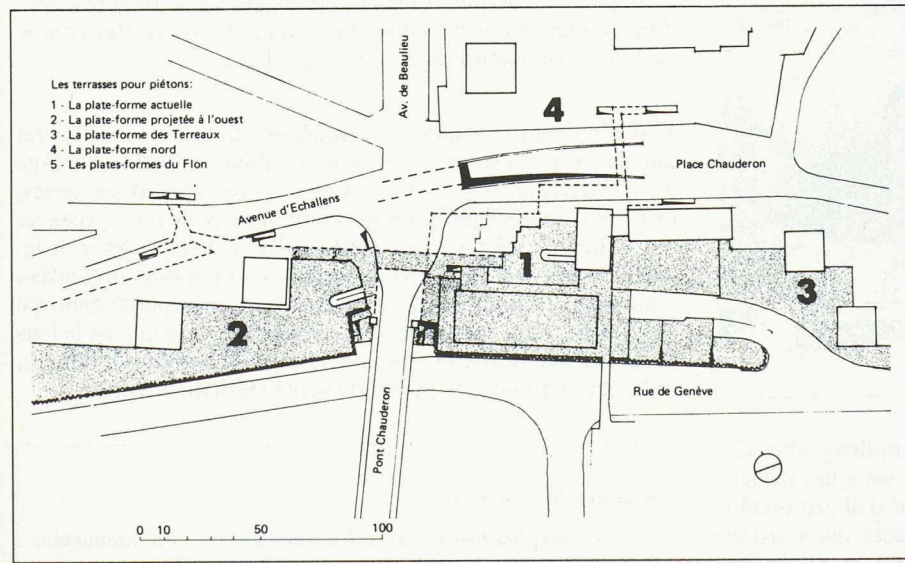 Les terrasses pour piétons:
1 - La plate-forme actuelle
2 - La plate-forme projetée à l'ouest
3 - La plate-forme des Terreaux
4 - La plate-forme nord
5 - Les plates-formes du Flon
Av. de Beaulieu
4
Place Chauderon
Avenue d'Echallens
1
3
2
Rue de Genève
Pont Chauderon
0 10 50 100